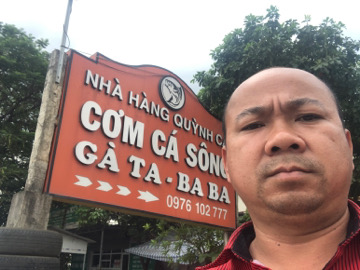 NHÀ HÀNG QUỲNH
CƠM CÁ SÔNG
GÀ TA - BA BA
0976 102 777